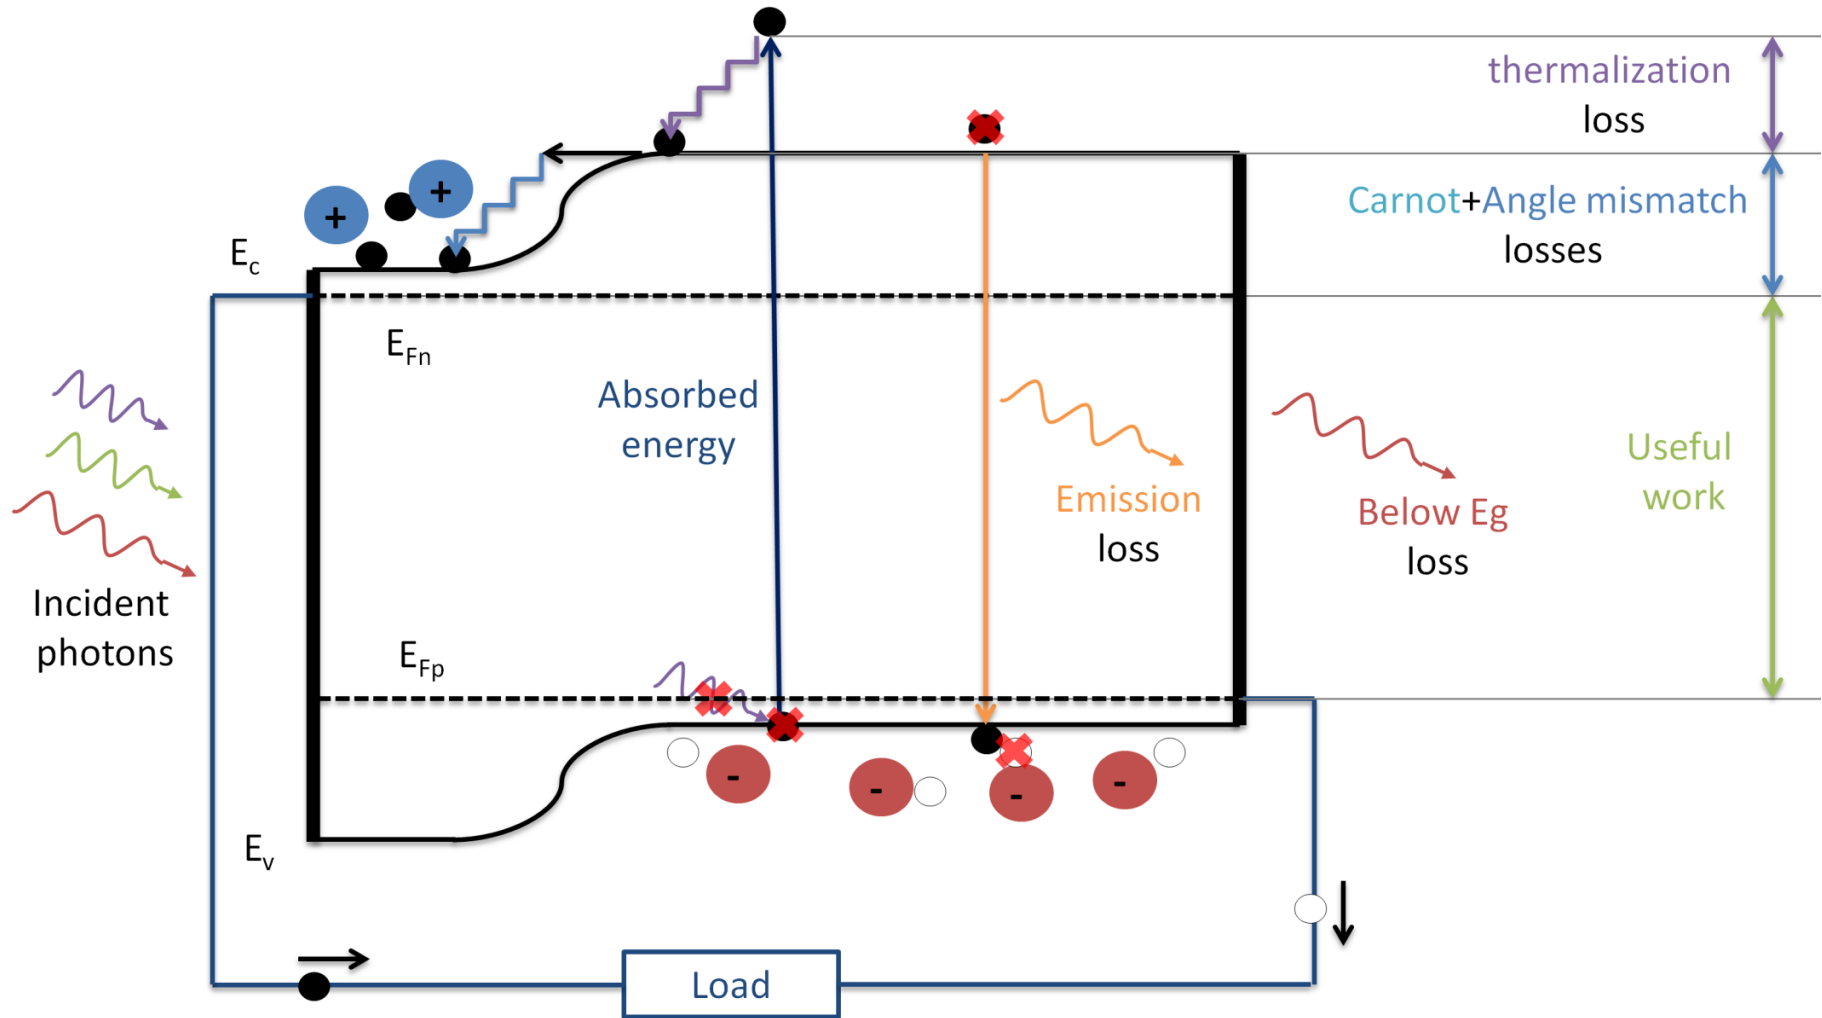 thermalization
loss
+
+
Carnot+Angle mismatch
losses
Ec
EFn
Absorbed
energy
Useful
work
Emission
loss
Below Eg
loss
Incident
photons
EFp
-
-
-
-
Ev
Load